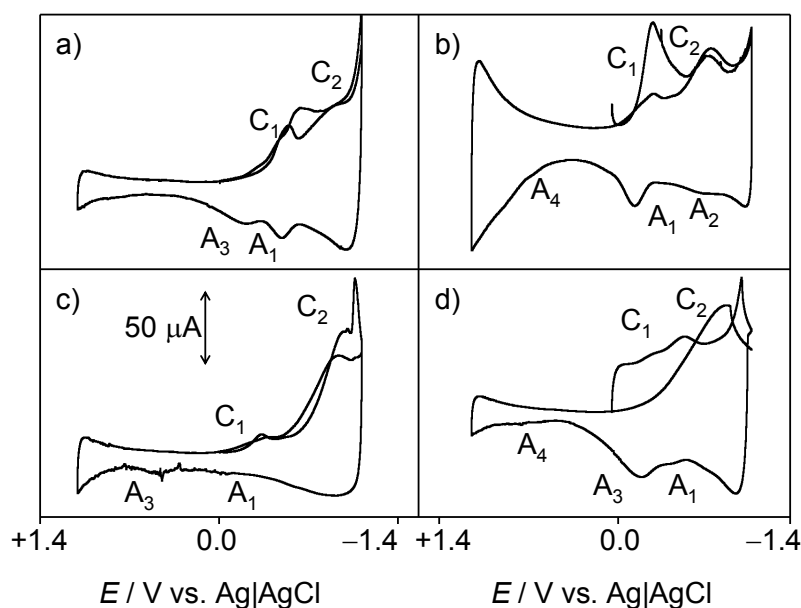 a)
C₂
C₁
A₃
A₁
b)
C₁
C₂
A₄
A₁
A₂
c)
50 μA
C₂
C₁
A₃
A₁
d)
C₁
C₂
A₄
A₃
A₁
+1.4 0.0 −1.4
+1.4 0.0 −1.4
E / V vs. Ag|AgCl
E / V vs. Ag|AgCl